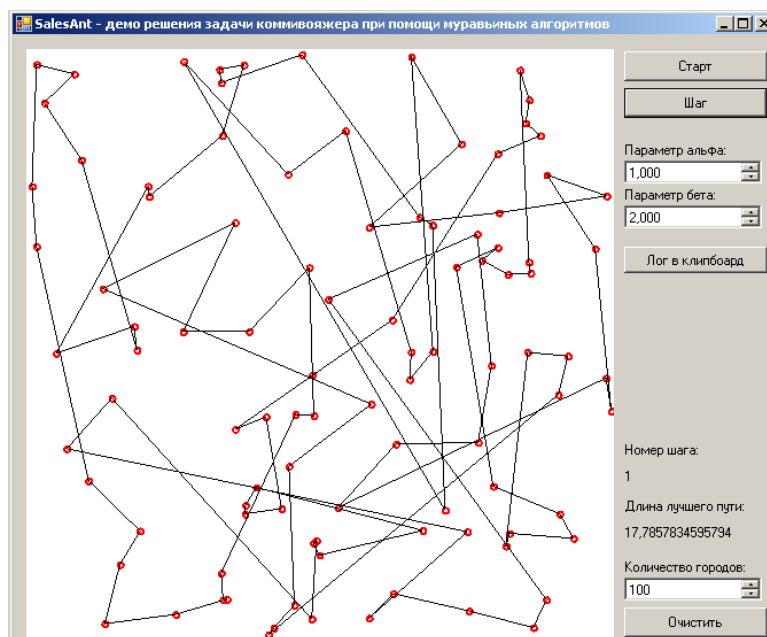 SalesAnt - демо решения задачи коммивояжера при помощи муравьиных алгоритмов
Старт
Шаг
Параметр альфа:
1,000
Параметр бета:
2,000
Лог в клипбоард
Номер шага:
1
Длина лучшего пути:
17,7857834595794
Количество городов:
100
Очистить